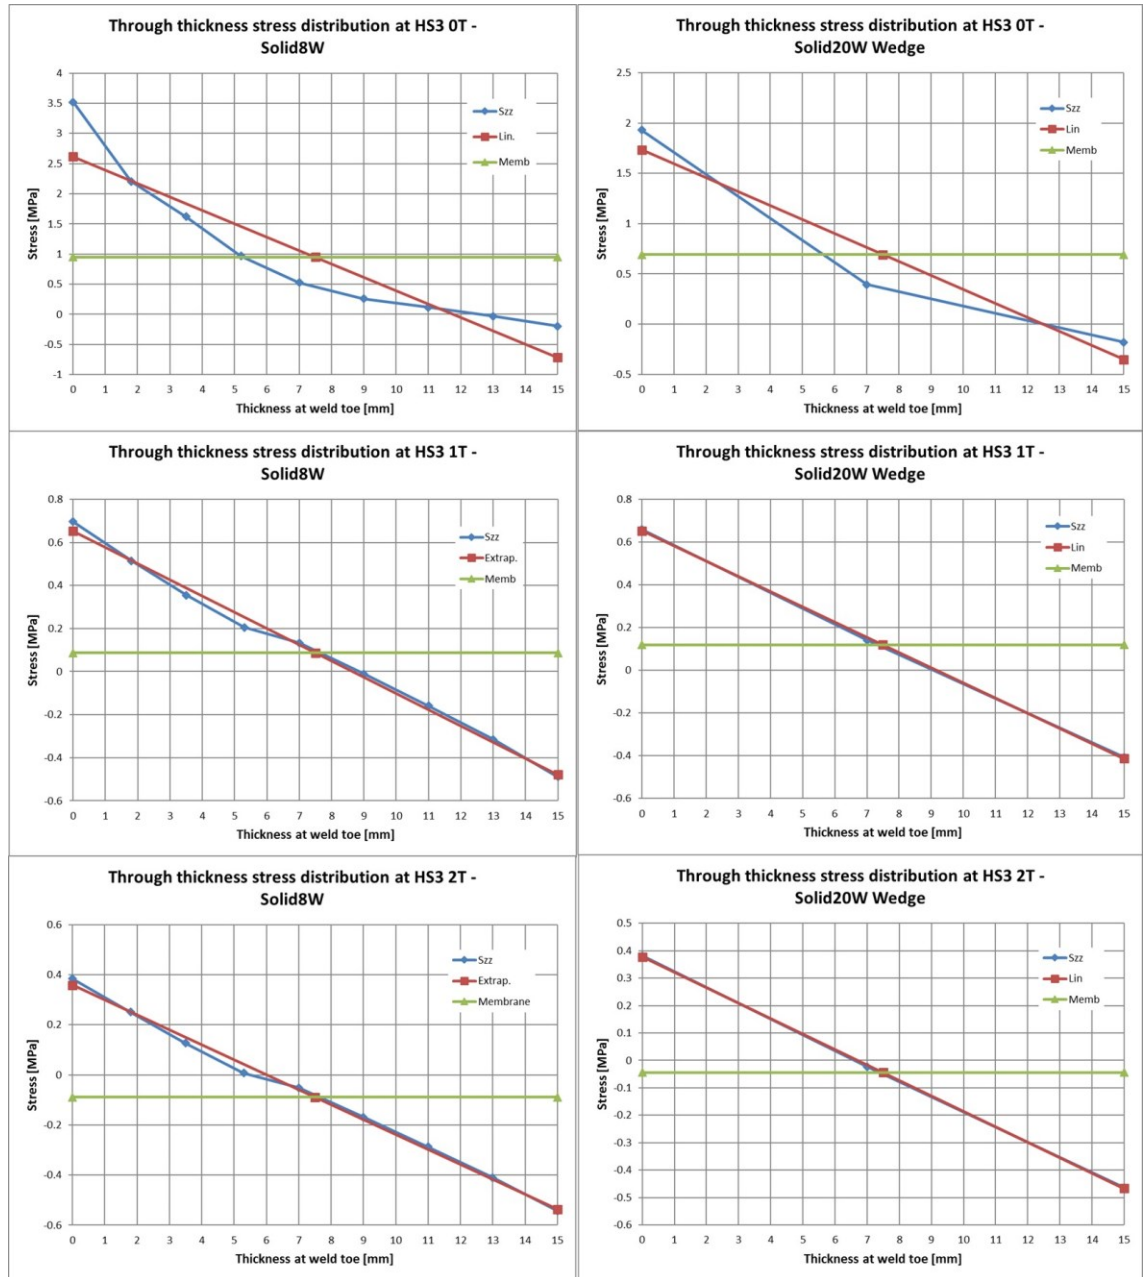 Through thickness stress distribution at HS3 0T -
Solid8W
4
3.5
3
2.5
2
1.5
1
0.5
0
-0.5
-1
Stress [MPa]
Szz
Lin.
Memb
0 1 2 3 4 5 6 7 8 9 10 11 12 13 14 15
Thickness at weld toe [mm]
Through thickness stress distribution at HS3 0T -
Solid20W Wedge
2.5
2
1.5
1
0.5
0
-0.5
Stress [MPa]
Szz
Lin
Memb
0 1 2 3 4 5 6 7 8 9 10 11 12 13 14 15
Thickness at weld toe [mm]
Through thickness stress distribution at HS3 1T -
Solid8W
0.8
0.6
0.4
0.2
0
-0.2
-0.4
-0.6
Stress [MPa]
Szz
Extrap.
Memb
0 1 2 3 4 5 6 7 8 9 10 11 12 13 14 15
Thickness at weld toe [mm]
Through thickness stress distribution at HS3 1T -
Solid20W Wedge
0.8
0.6
0.4
0.2
0
-0.2
-0.4
-0.6
Stress [MPa]
Szz
Lin
Memb
0 1 2 3 4 5 6 7 8 9 10 11 12 13 14 15
Thickness at weld toe [mm]
Through thickness stress distribution at HS3 2T -
Solid8W
0.6
0.4
0.2
0
-0.2
-0.4
-0.6
Stress [MPa]
Szz
Extrap.
Membrane
0 1 2 3 4 5 6 7 8 9 10 11 12 13 14 15
Thickness at weld toe [mm]
Through thickness stress distribution at HS3 2T -
Solid20W Wedge
0.5
0.4
0.3
0.2
0.1
0
-0.1
-0.2
-0.3
-0.4
-0.5
-0.6
Stress [MPa]
Szz
Lin
Memb
0 1 2 3 4 5 6 7 8 9 10 11 12 13 14 15
Thickness at weld toe [mm]